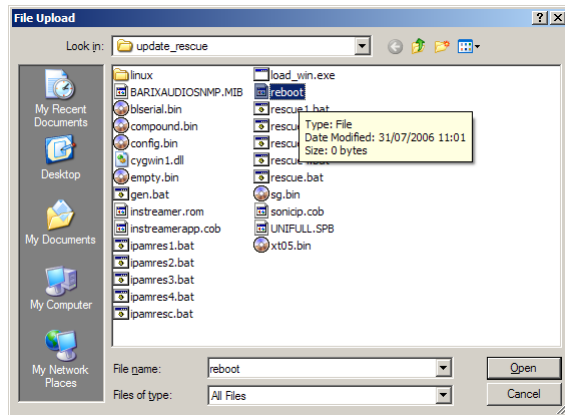 File Upload
Look in:
update_rescue
My Recent
Documents
Desktop
My Documents
My Computer
My Network
Places
linux
BARIXAUDIOSNMP.MIB
blserial.bin
compound.bin
config.bin
cygwin1.dll
empty.bin
gen.bat
instreamer.rom
instreamerapp.cob
ipamres1.bat
ipamres2.bat
ipamres3.bat
ipamres4.bat
ipamresc.bat
load_win.exe
reboot
rescue1.bat
rescu
rescu
rescue.bat
sg.bin
sonicip.cob
UNIFULL.SPB
xt05.bin
Type: File
Date Modified: 31/07/2006 11:01
Size: 0 bytes
File name:
reboot
Open
Files of type:
All Files
Cancel